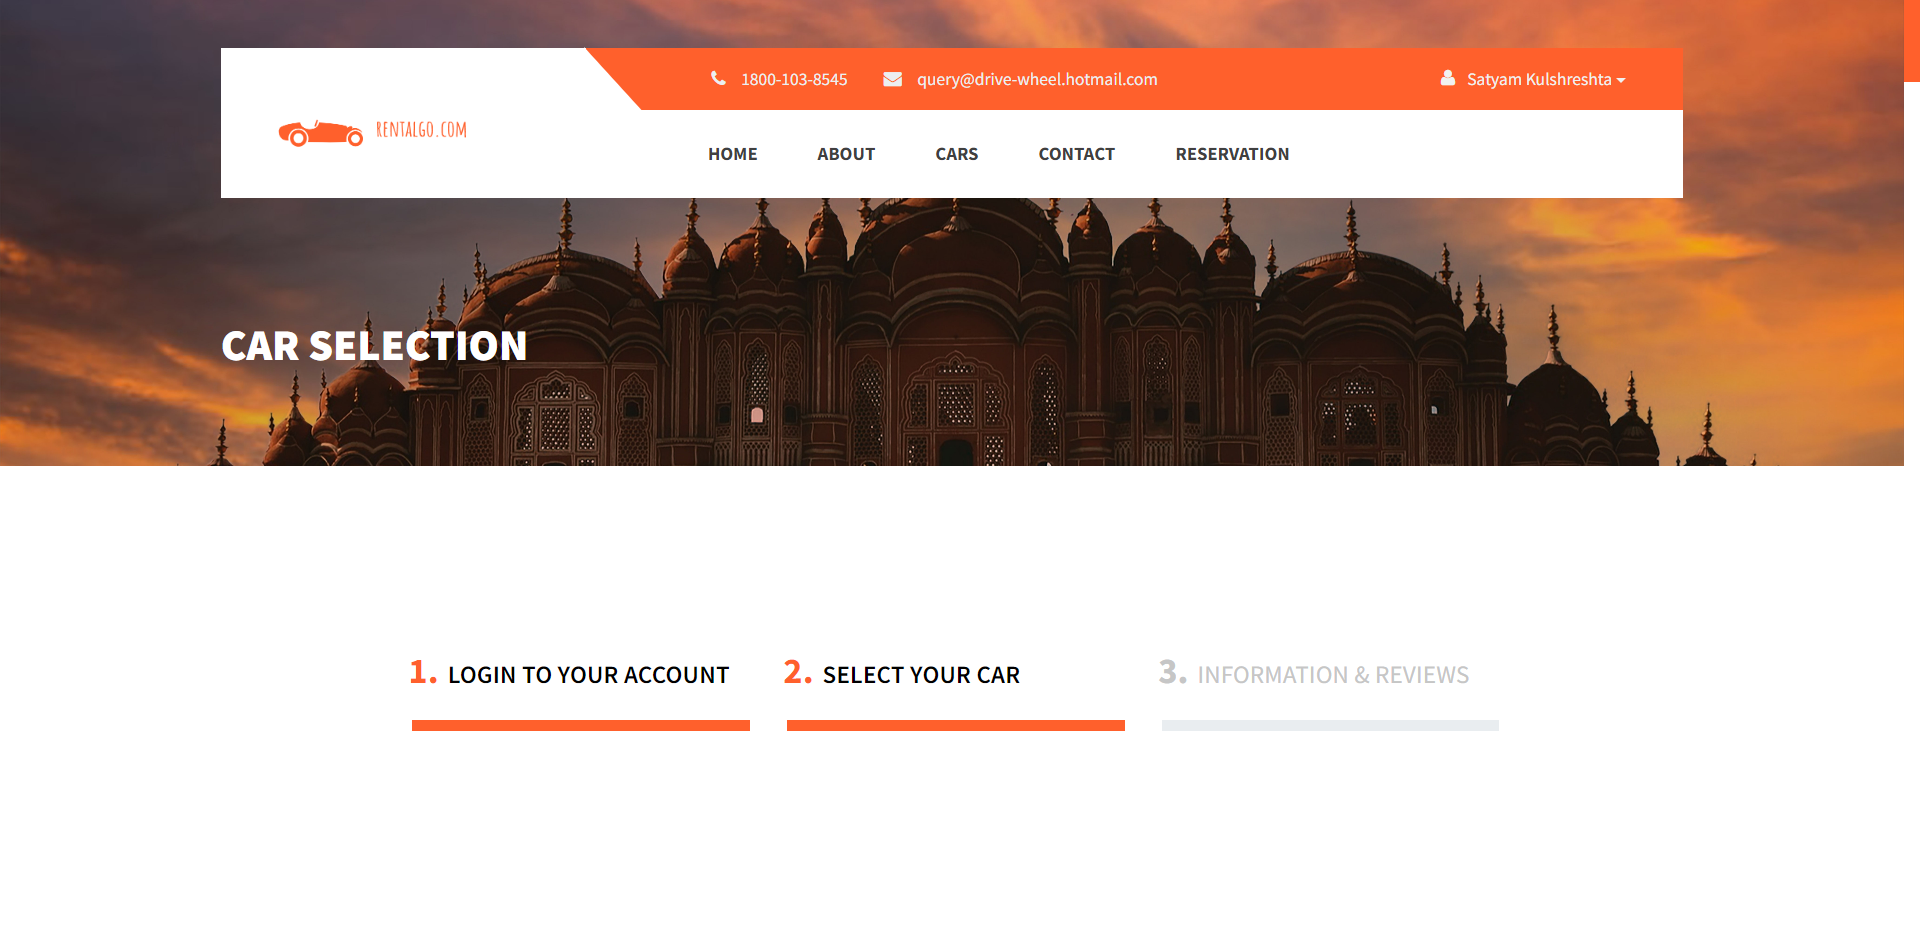 1800-103-8545
query@drive-wheel.hotmail.com
Satyam Kulshreshta
RENTALGO.COM
HOME
ABOUT
CARS
CONTACT
RESERVATION
CAR SELECTION
1. LOGIN TO YOUR ACCOUNT
2. SELECT YOUR CAR
3. INFORMATION & REVIEWS